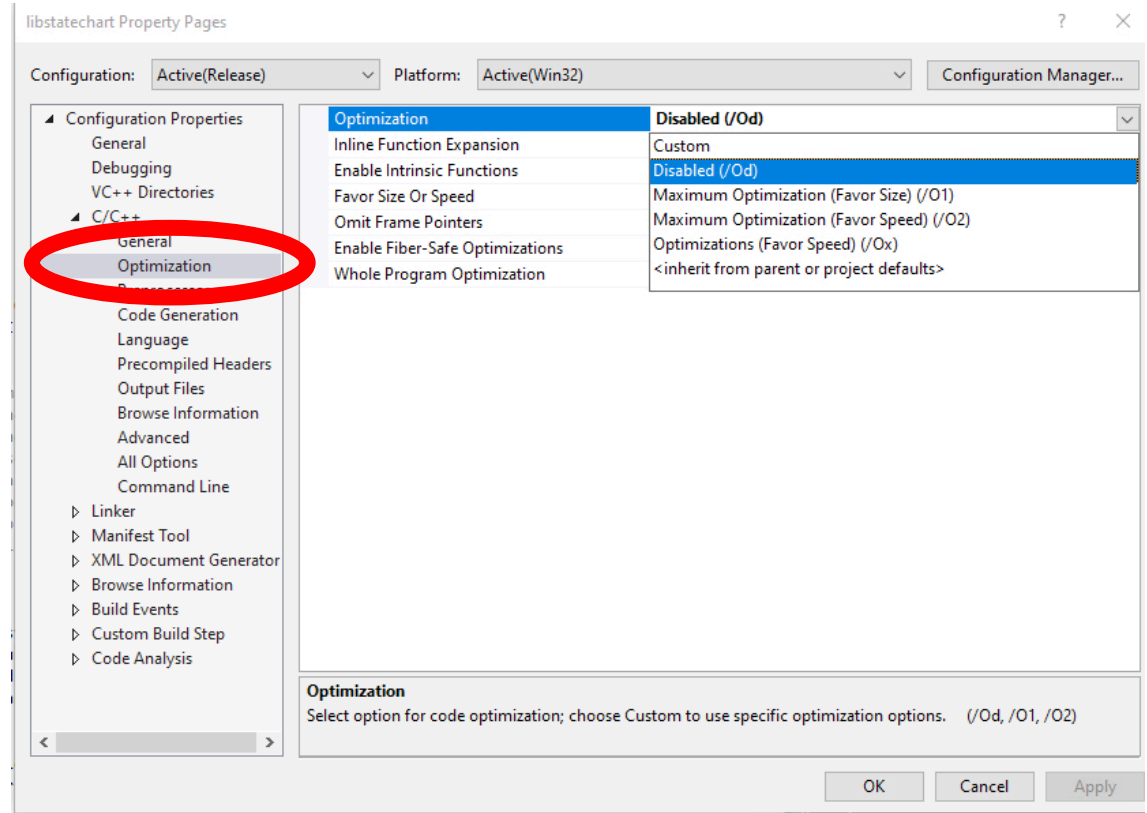 libstatechart Property Pages
Configuration: Active(Release) Platform: Active(Win32) Configuration Manager...
Configuration Properties
General
Debugging
VC++ Directories
C/C++
General
Optimization
Code Generation
Language
Precompiled Headers
Output Files
Browse Information
Advanced
All Options
Command Line
Linker
Manifest Tool
XML Document Generator
Browse Information
Build Events
Custom Build Step
Code Analysis
Optimization Disabled (/Od)
Inline Function Expansion
Enable Intrinsic Functions
Favor Size Or Speed
Omit Frame Pointers
Enable Fiber-Safe Optimizations
Whole Program Optimization
Custom
Disabled (/Od)
Maximum Optimization (Favor Size) (/O1)
Maximum Optimization (Favor Speed) (/O2)
Optimizations (Favor Speed) (/Ox)
<inherit from parent or project defaults>
Optimization
Select option for code optimization; choose Custom to use specific optimization options. (/Od, /O1, /O2)
OK Cancel Apply